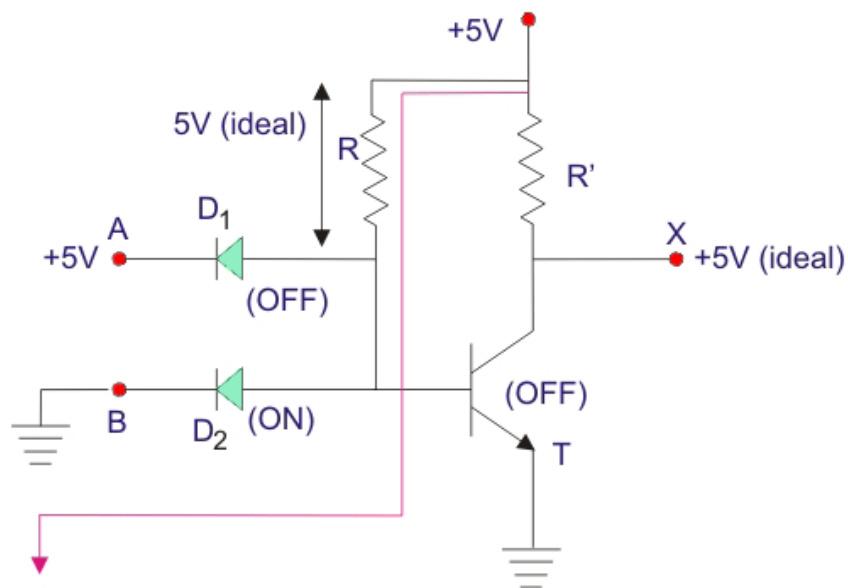 +5V
5V (ideal)
R
R'
D1
A
X
+5V
+5V (ideal)
(OFF)
(OFF)
B
D2
(ON)
T